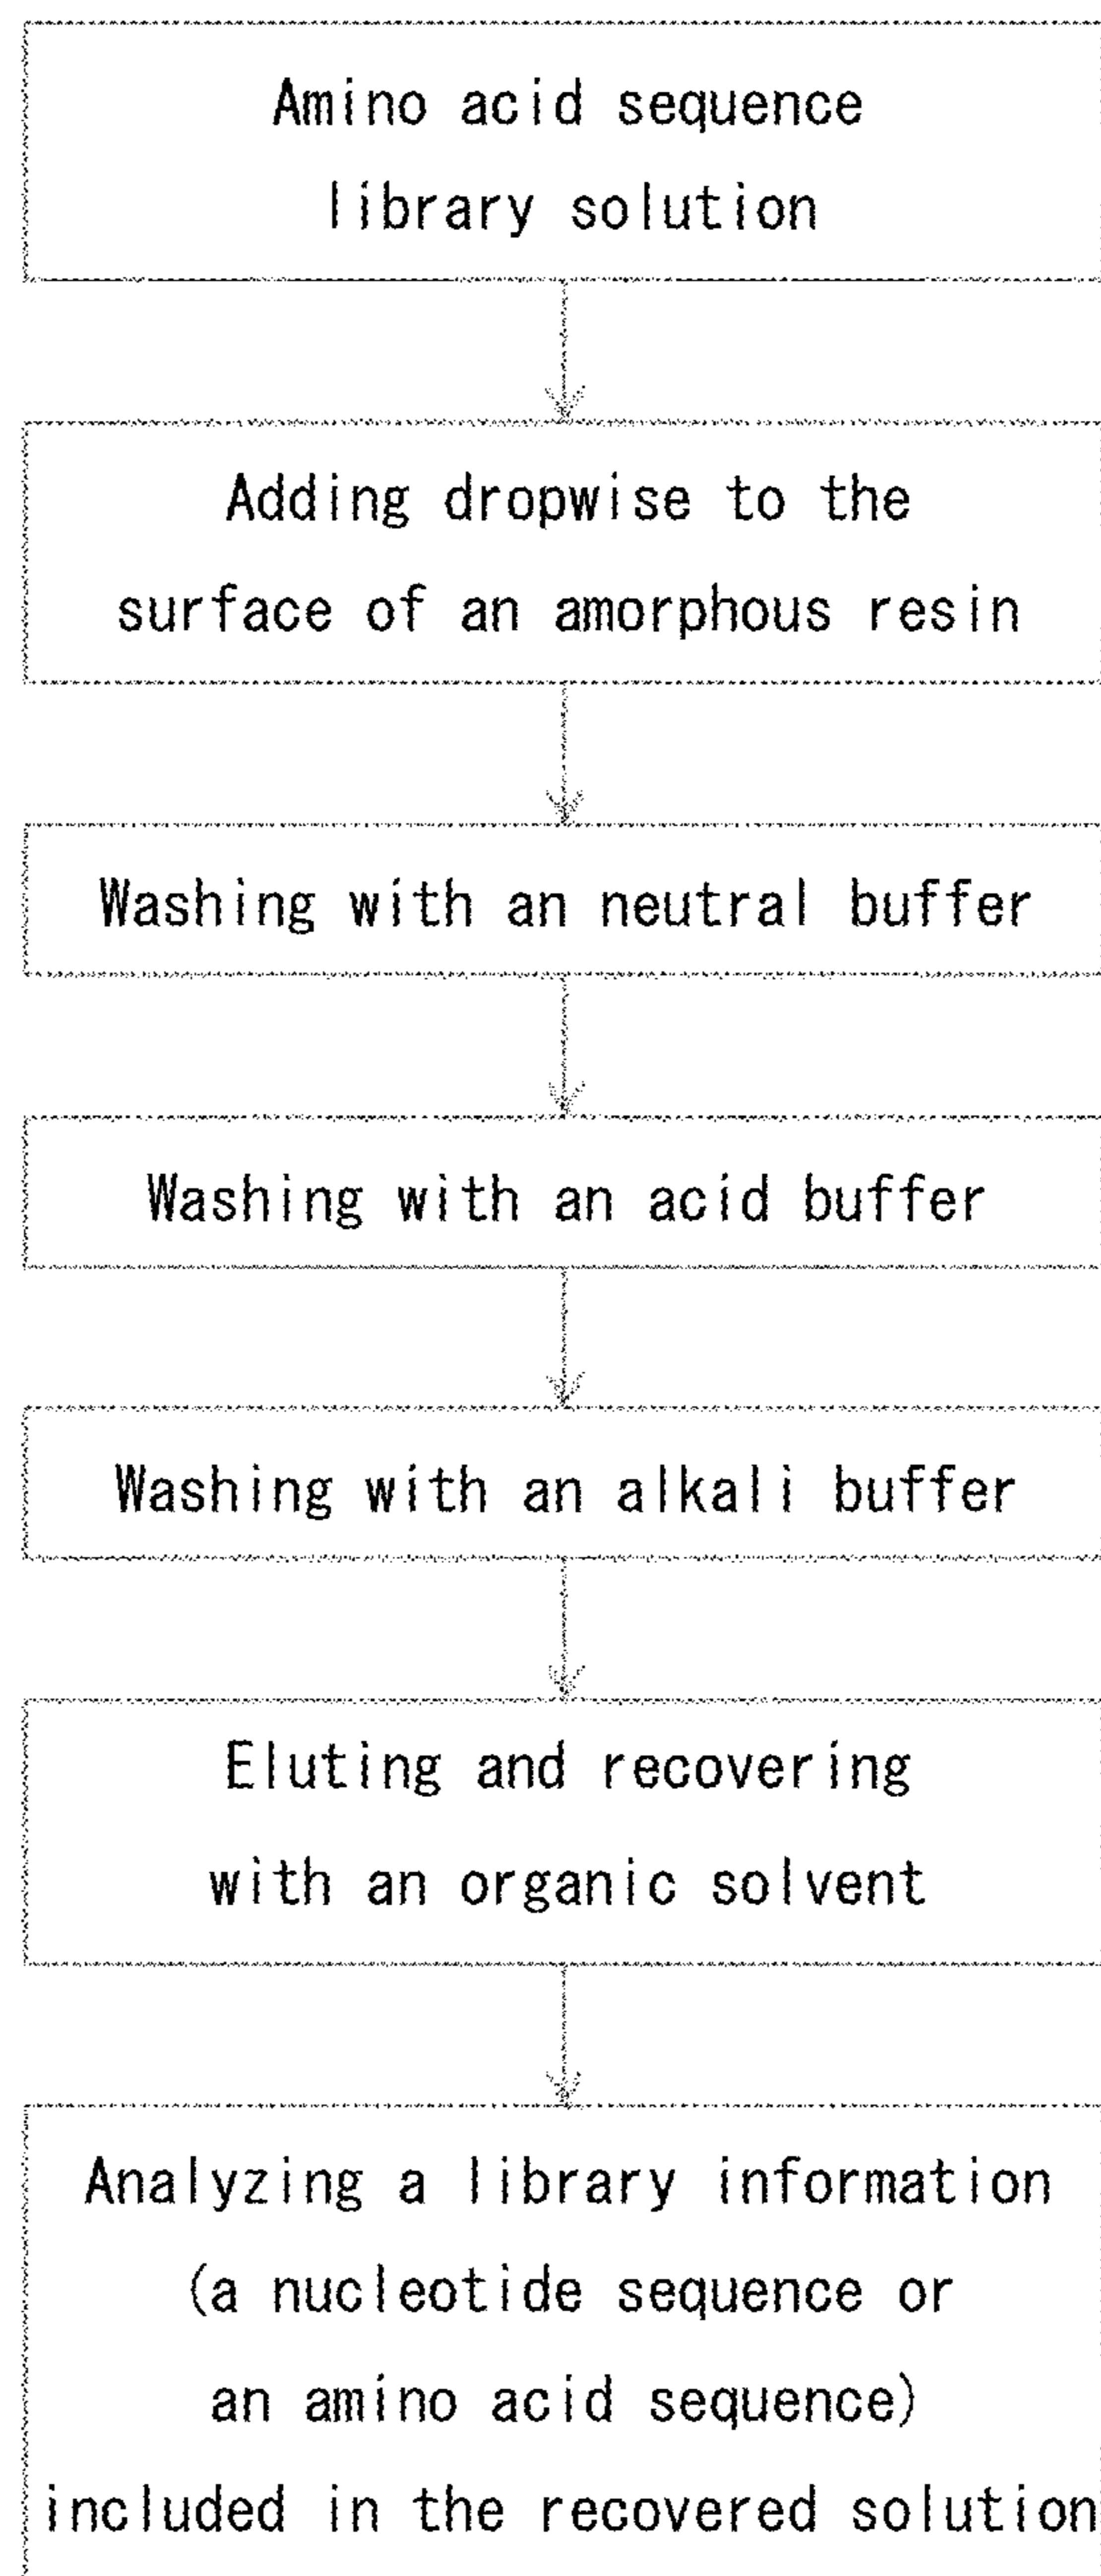 Amino acid sequence
library solution
Adding dropwise to the
surface of an amorphous resin
Washing with an neutral buffer
Washing with an acid buffer
Washing with an alkali buffer
Eluting and recovering
with an organic solvent
Analyzing a library information
(a nucleotide sequence or
an amino acid sequence)
included in the recovered solution